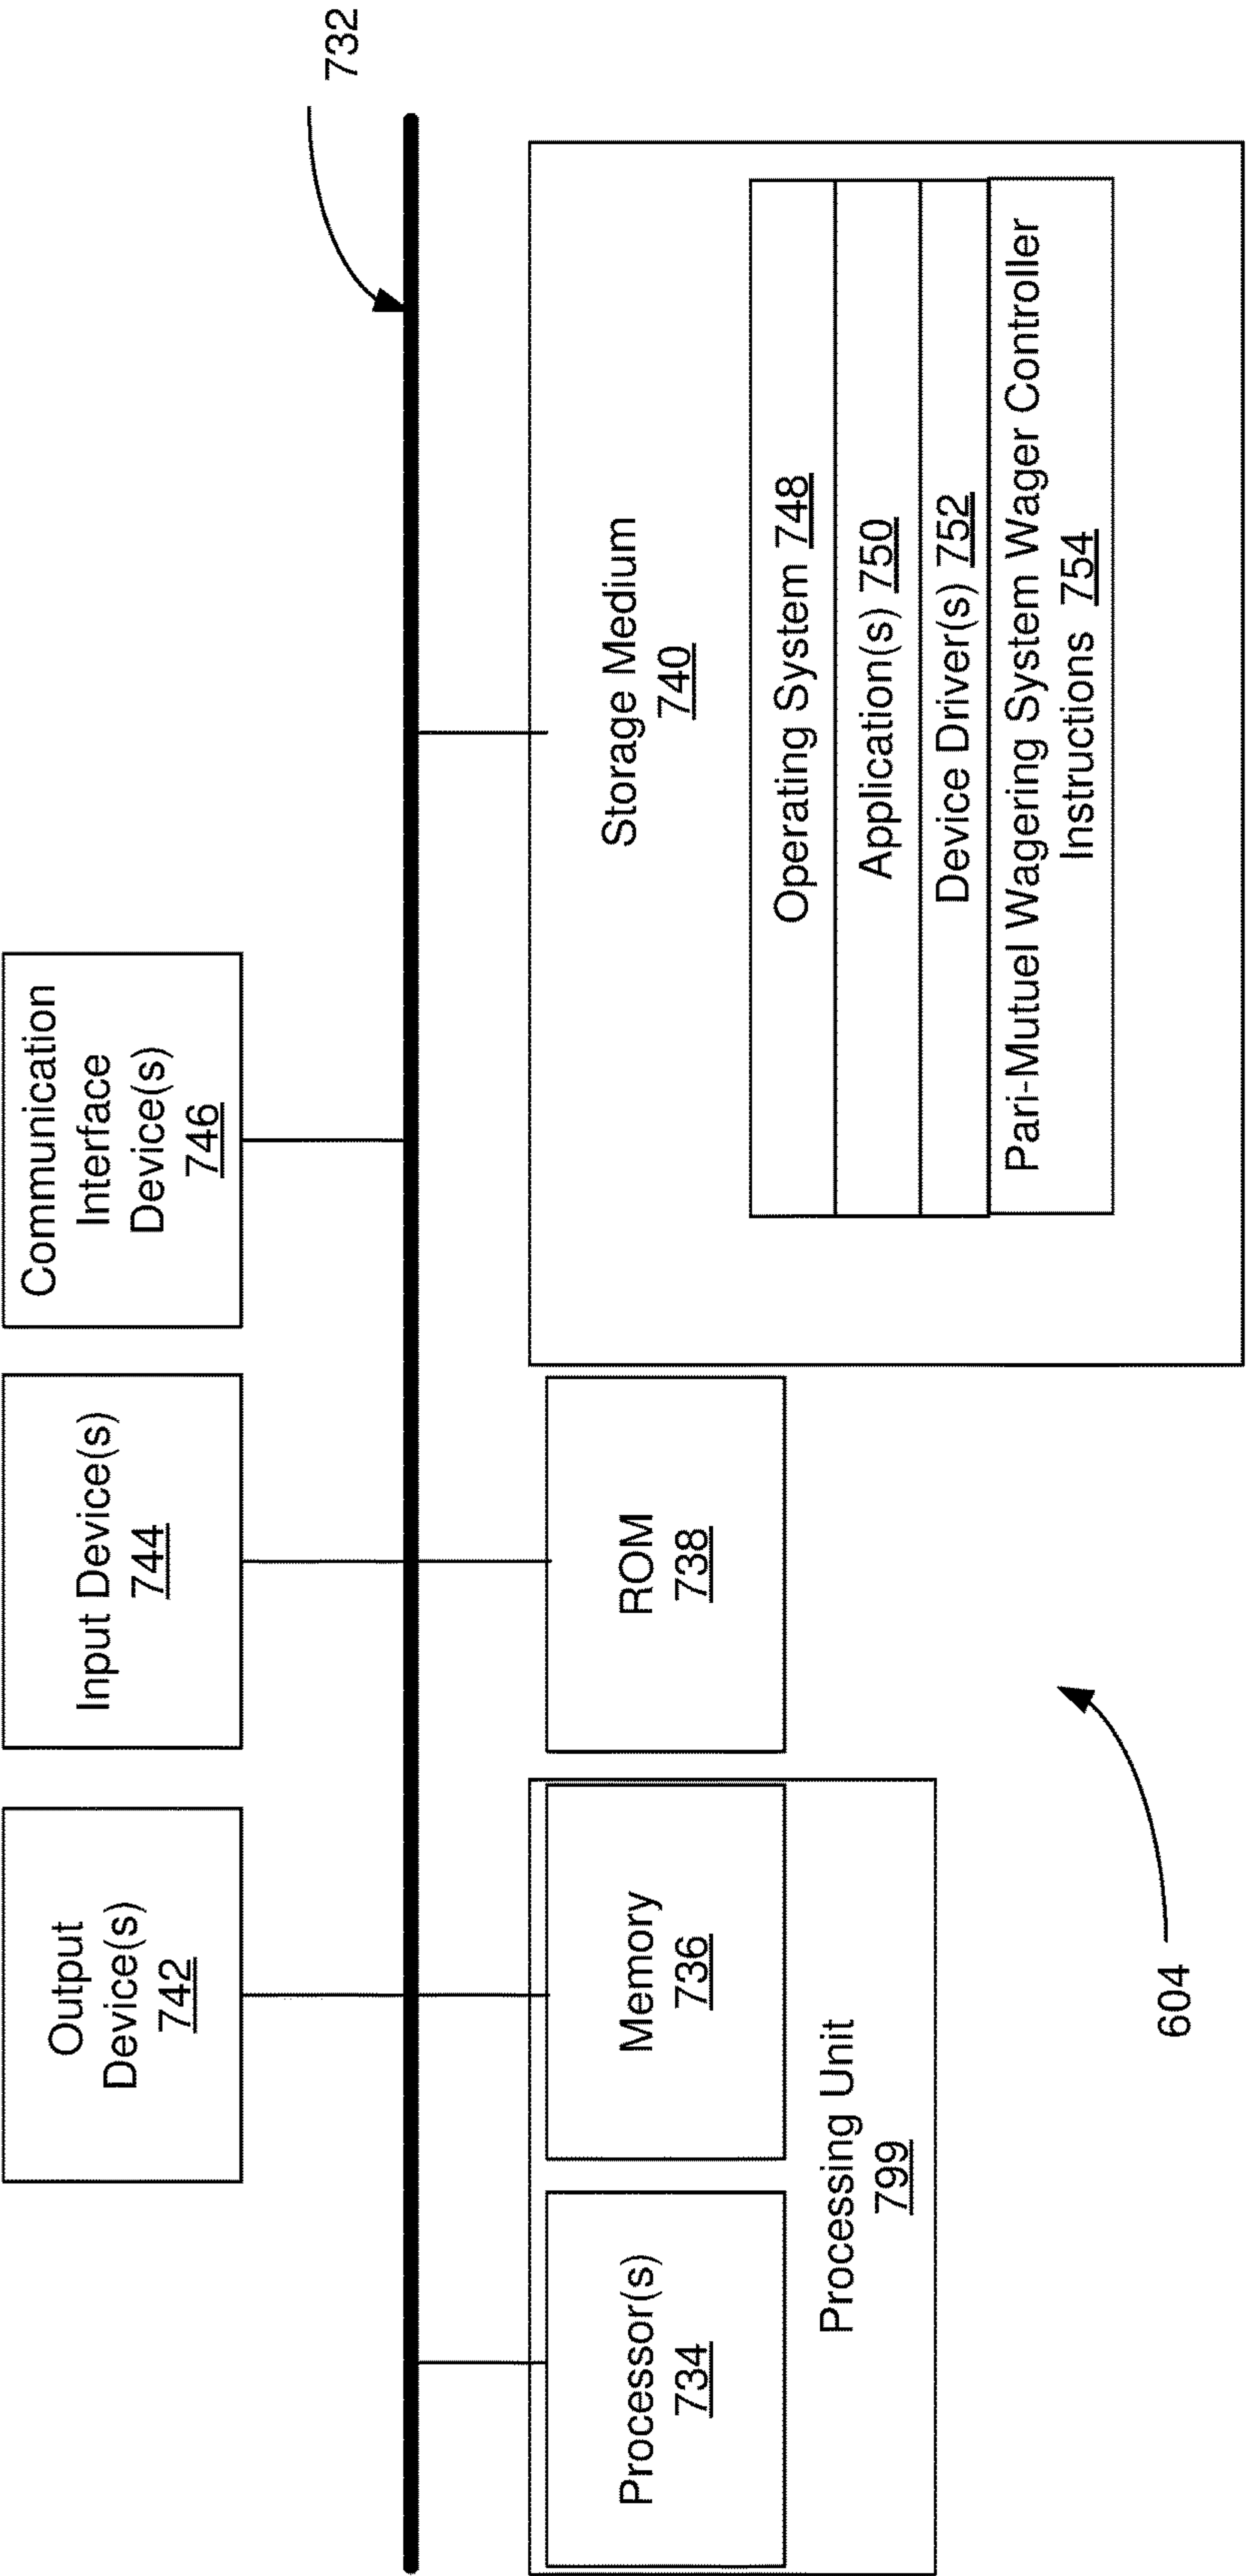 732
Output
Device(s)
742
Input Device(s)
744
Communication
Interface
Device(s)
746
Processor(s)
734
Memory
736
Processing Unit
799
ROM
738
Storage Medium
740
Operating System 748
Application(s) 750
Device Driver(s) 752
Pari-Mutuel Wagering System Wager Controller
Instructions 754
604